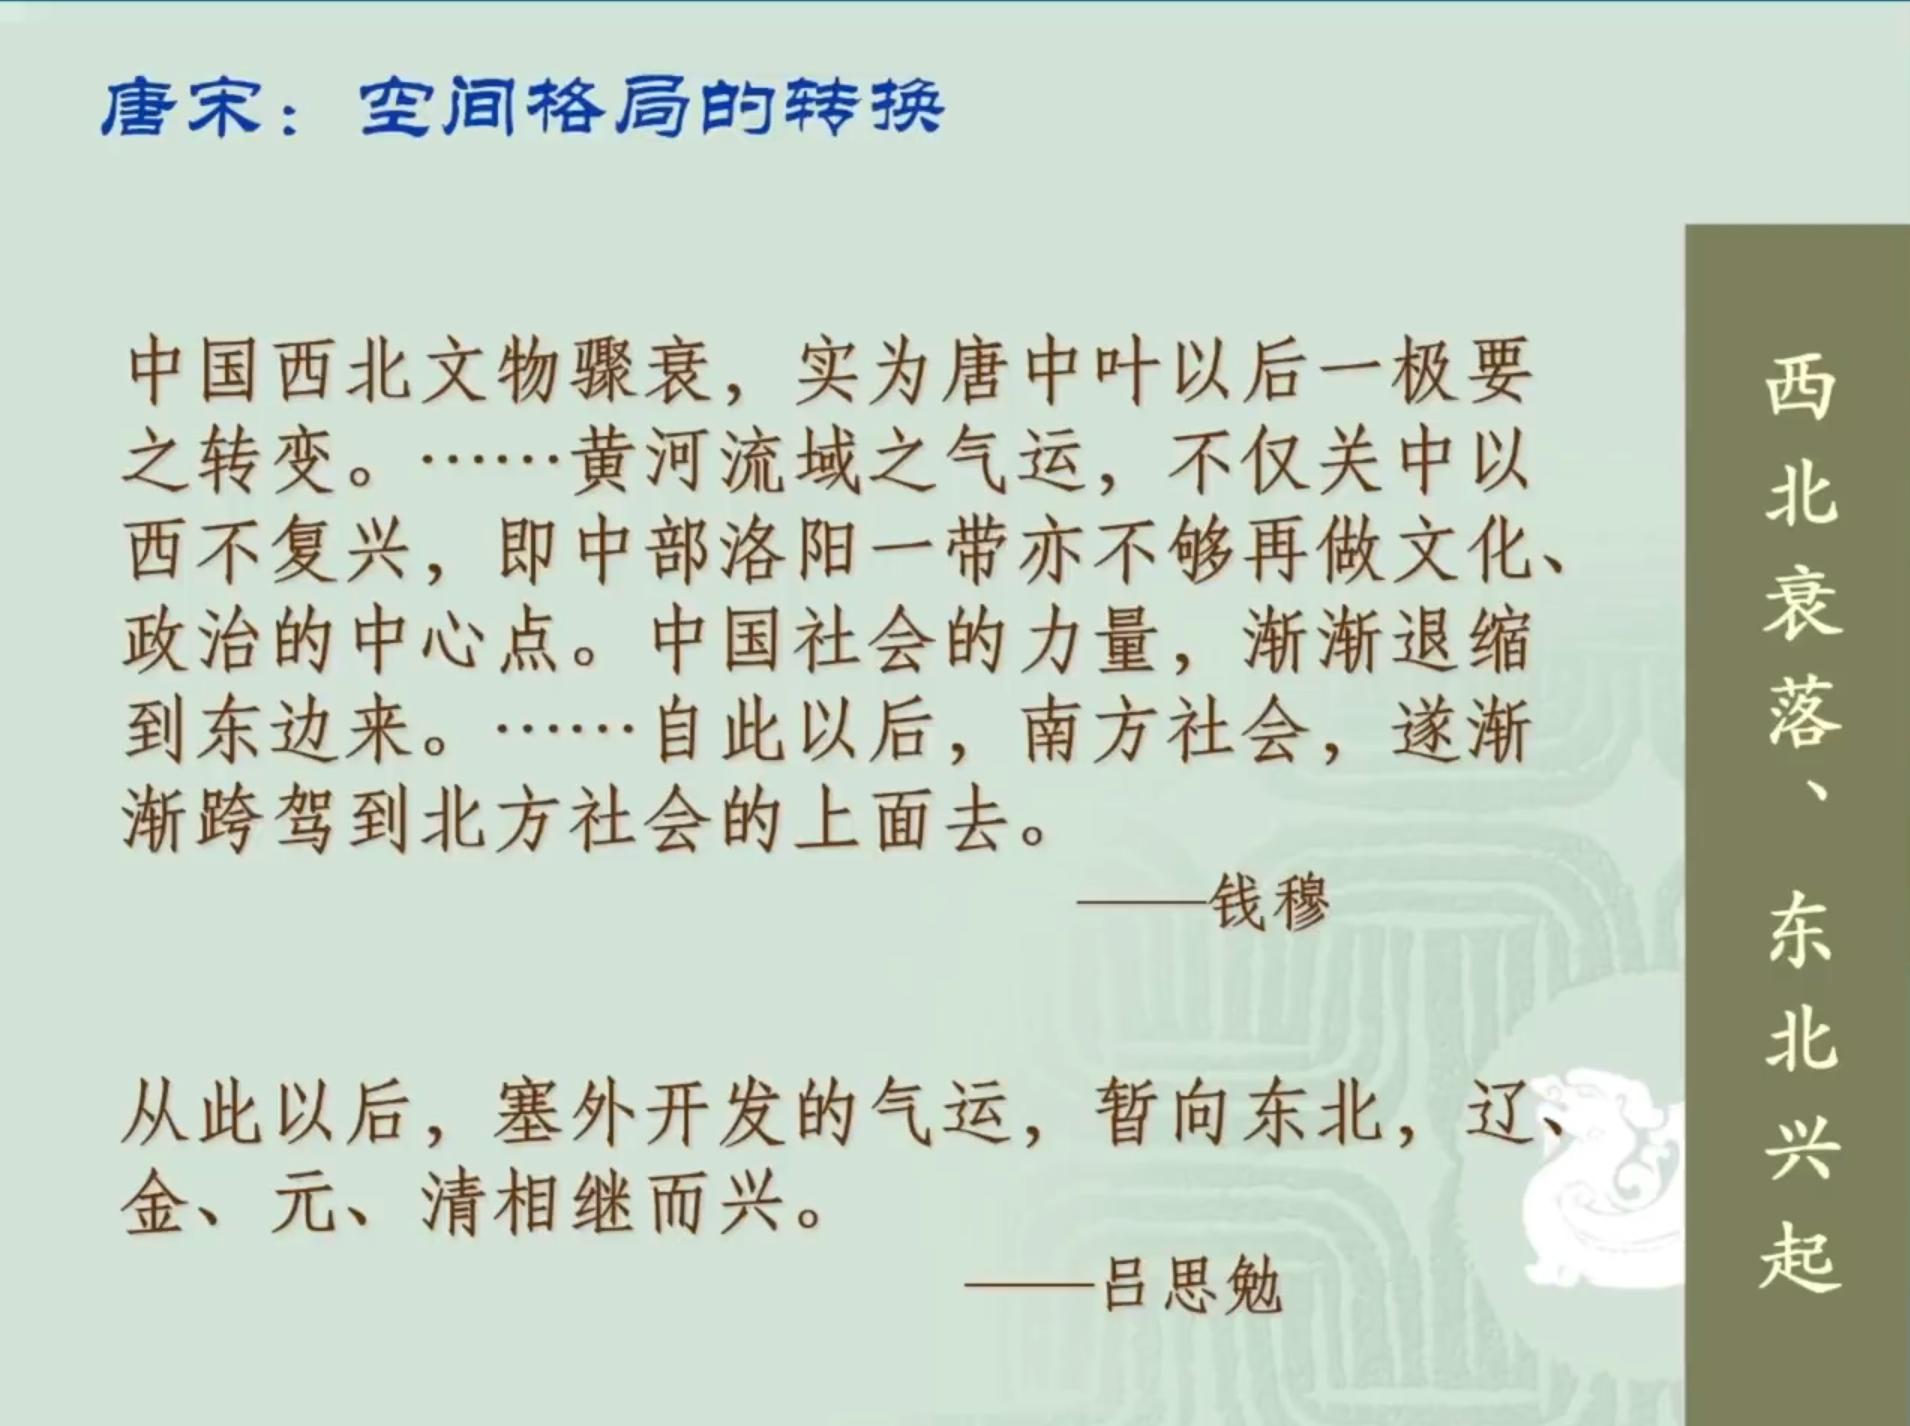 唐宋：空间格局的转换
中国西北文物骤衰，实为唐中叶以后一极要
之转变。……黄河流域之气运，不仅关中以
西不复兴，即中部洛阳一带亦不够再做文化、
政治的中心点。中国社会的力量，渐渐退缩
到东边来。……自此以后，南方社会，遂渐
渐跨驾到北方社会的上面去。
——钱穆
从此以后，塞外开发的气运，暂向东北，辽、
金、元、清相继而兴。
——吕思勉
西北衰落、东北兴起